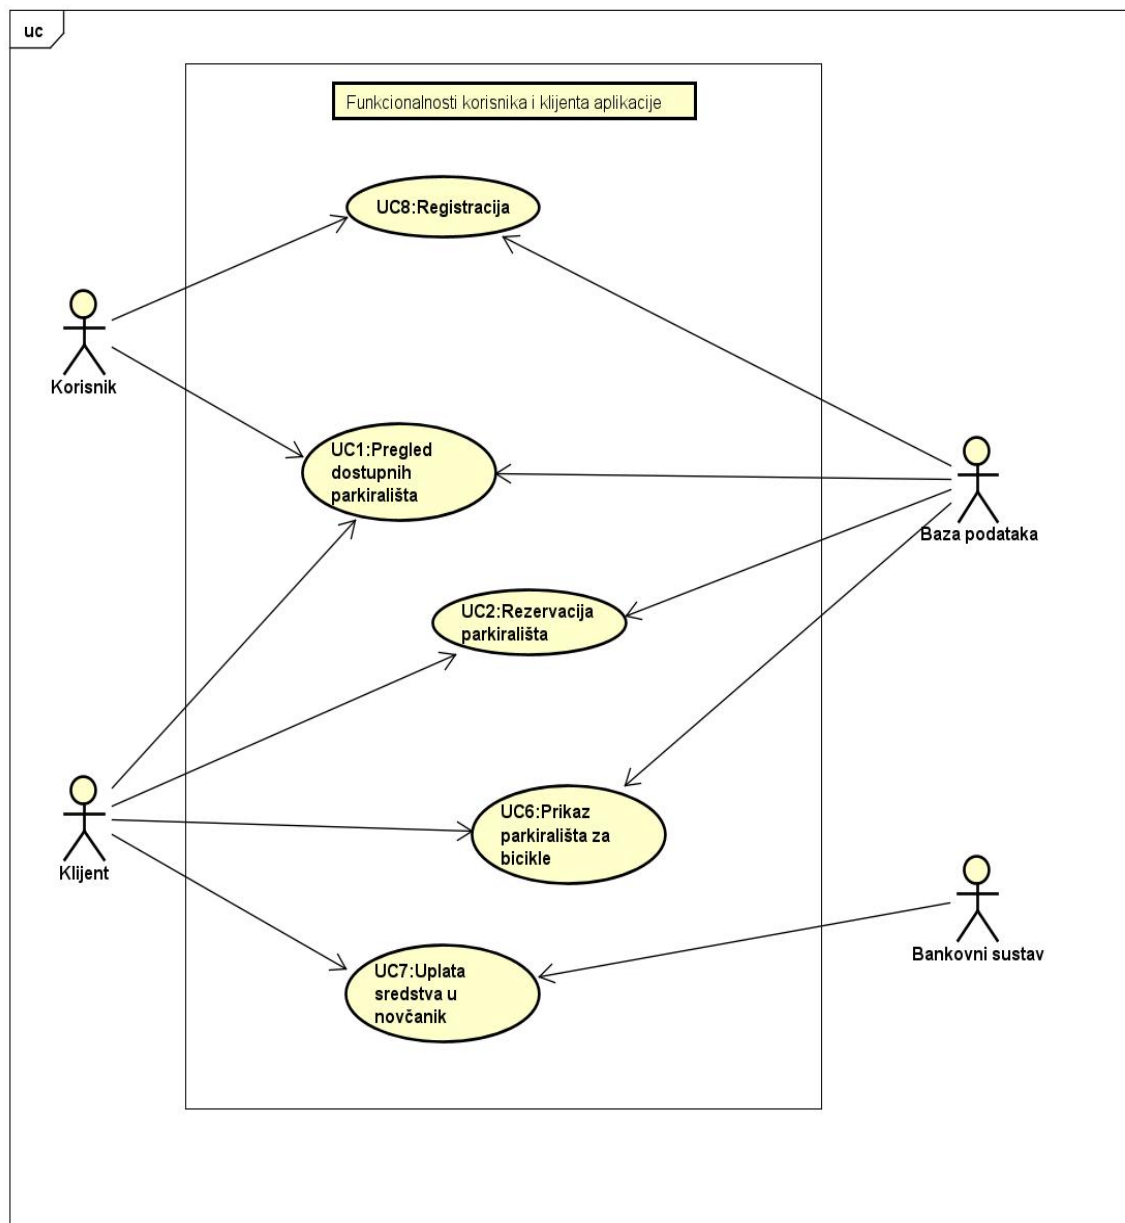 uc
Funkcionalnosti korisnika i klijenta aplikacije
UC8:Registracija
Korisnik
UC1:Pregled
dostupnih
parkirališta
Baza podataka
UC2:Rezervacija
parkirališta
UC6:Prikaz
parkirališta za
bicikle
Klijent
Bankovni sustav
UC7:Uplata
sredstva u
novčanik